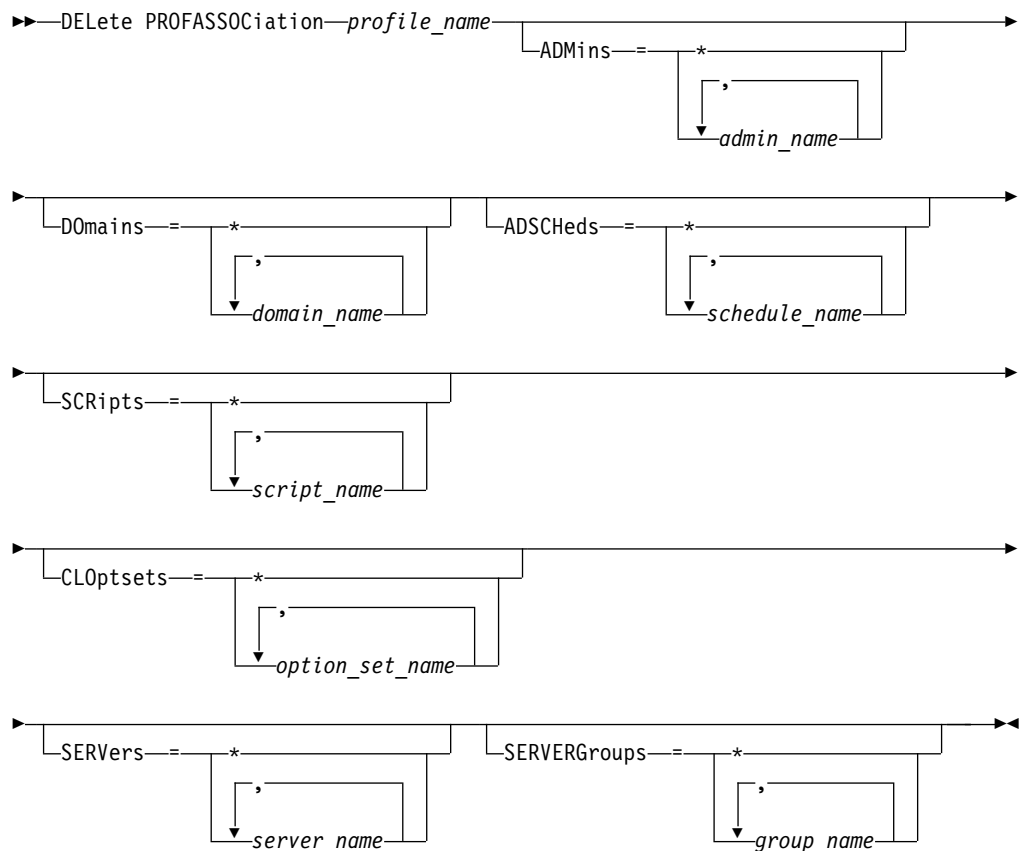 DELete PROFASSOCiation profile_name
ADMins = *
,
admin_name
DOmains = * ADSCHeds = *
, ,
domain_name schedule_name
SCRipts = *
,
script_name
CLOptsets = *
,
option_set_name
SERVers = * SERVERGroups = *
, ,
server_name group_name